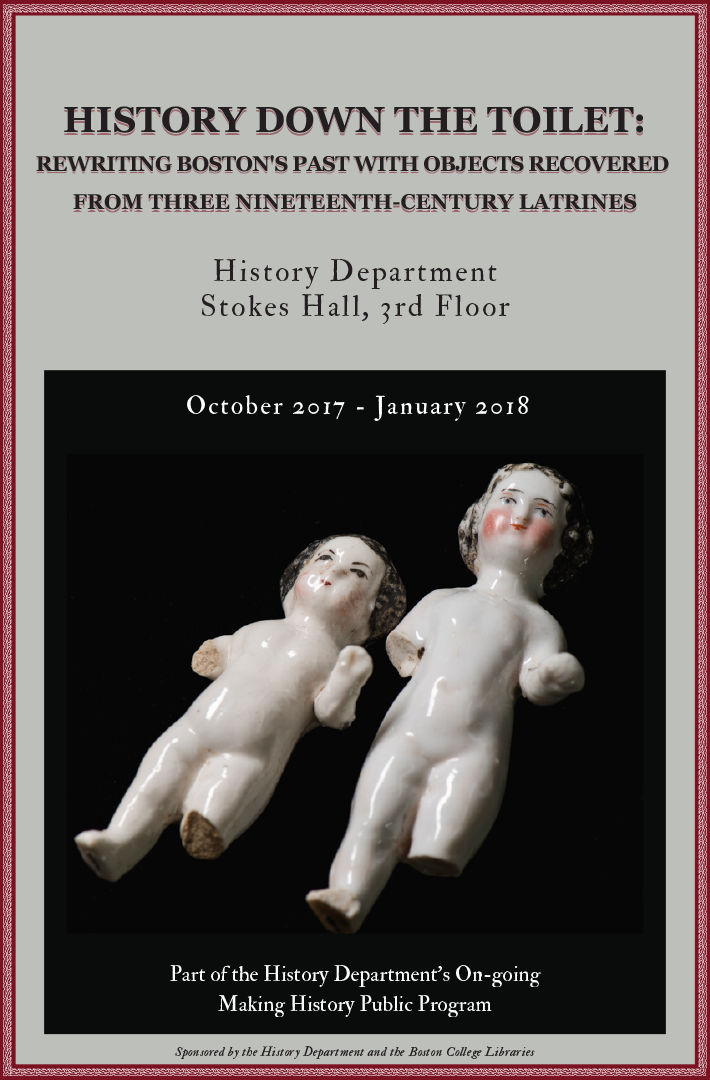 HISTORY DOWN THE TOILET:
REWRITING BOSTON'S PAST WITH OBJECTS RECOVERED
FROM THREE NINETEENTH-CENTURY LATRINES
History Department
Stokes Hall, 3rd Floor
October 2017 - January 2018
Part of the History Department's On-going
Making History Public Program
Sponsored by the History Department and the Boston College Libraries